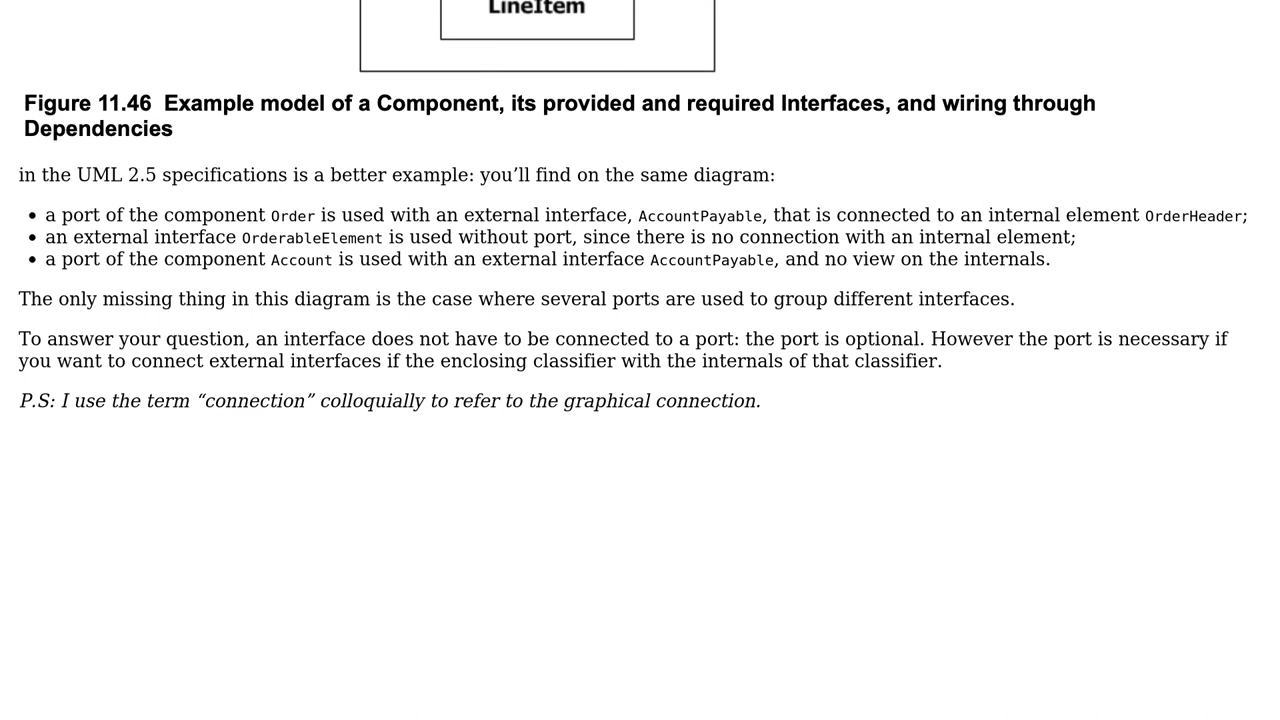 LineItem
Figure 11.46  Example model of a Component, its provided and required Interfaces, and wiring through
Dependencies
in the UML 2.5 specifications is a better example: you’ll find on the same diagram:
• a port of the component Order is used with an external interface, AccountPayable, that is connected to an internal element OrderHeader;
• an external interface OrderableElement is used without port, since there is no connection with an internal element;
• a port of the component Account is used with an external interface AccountPayable, and no view on the internals.
The only missing thing in this diagram is the case where several ports are used to group different interfaces.
To answer your question, an interface does not have to be connected to a port: the port is optional. However the port is necessary if
you want to connect external interfaces if the enclosing classifier with the internals of that classifier.
P.S: I use the term “connection” colloquially to refer to the graphical connection.